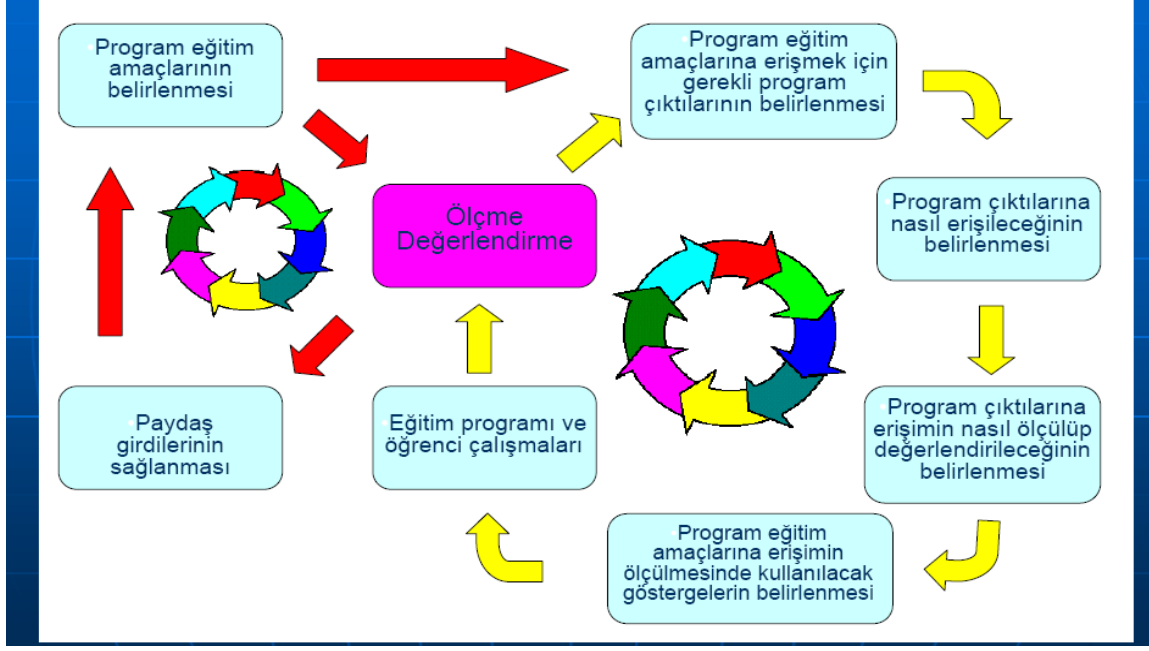 Program eğitim
amaçlarının
belirlenmesi
Program eğitim
amaçlarına erişmek için
gerekli program
çıktılarının belirlenmesi
Ölçme
Değerlendirme
Program çıktılarına
nasıl erişileceğinin
belirlenmesi
Paydaş
girdilerinin
sağlanması
Eğitim programı ve
öğrenci çalışmaları
Program çıktılarına
erişimin nasıl ölçülüp
değerlendirileceğinin
belirlenmesi
Program eğitim
amaçlarına erişimin
ölçülmesinde kullanılacak
göstergelerin belirlenmesi